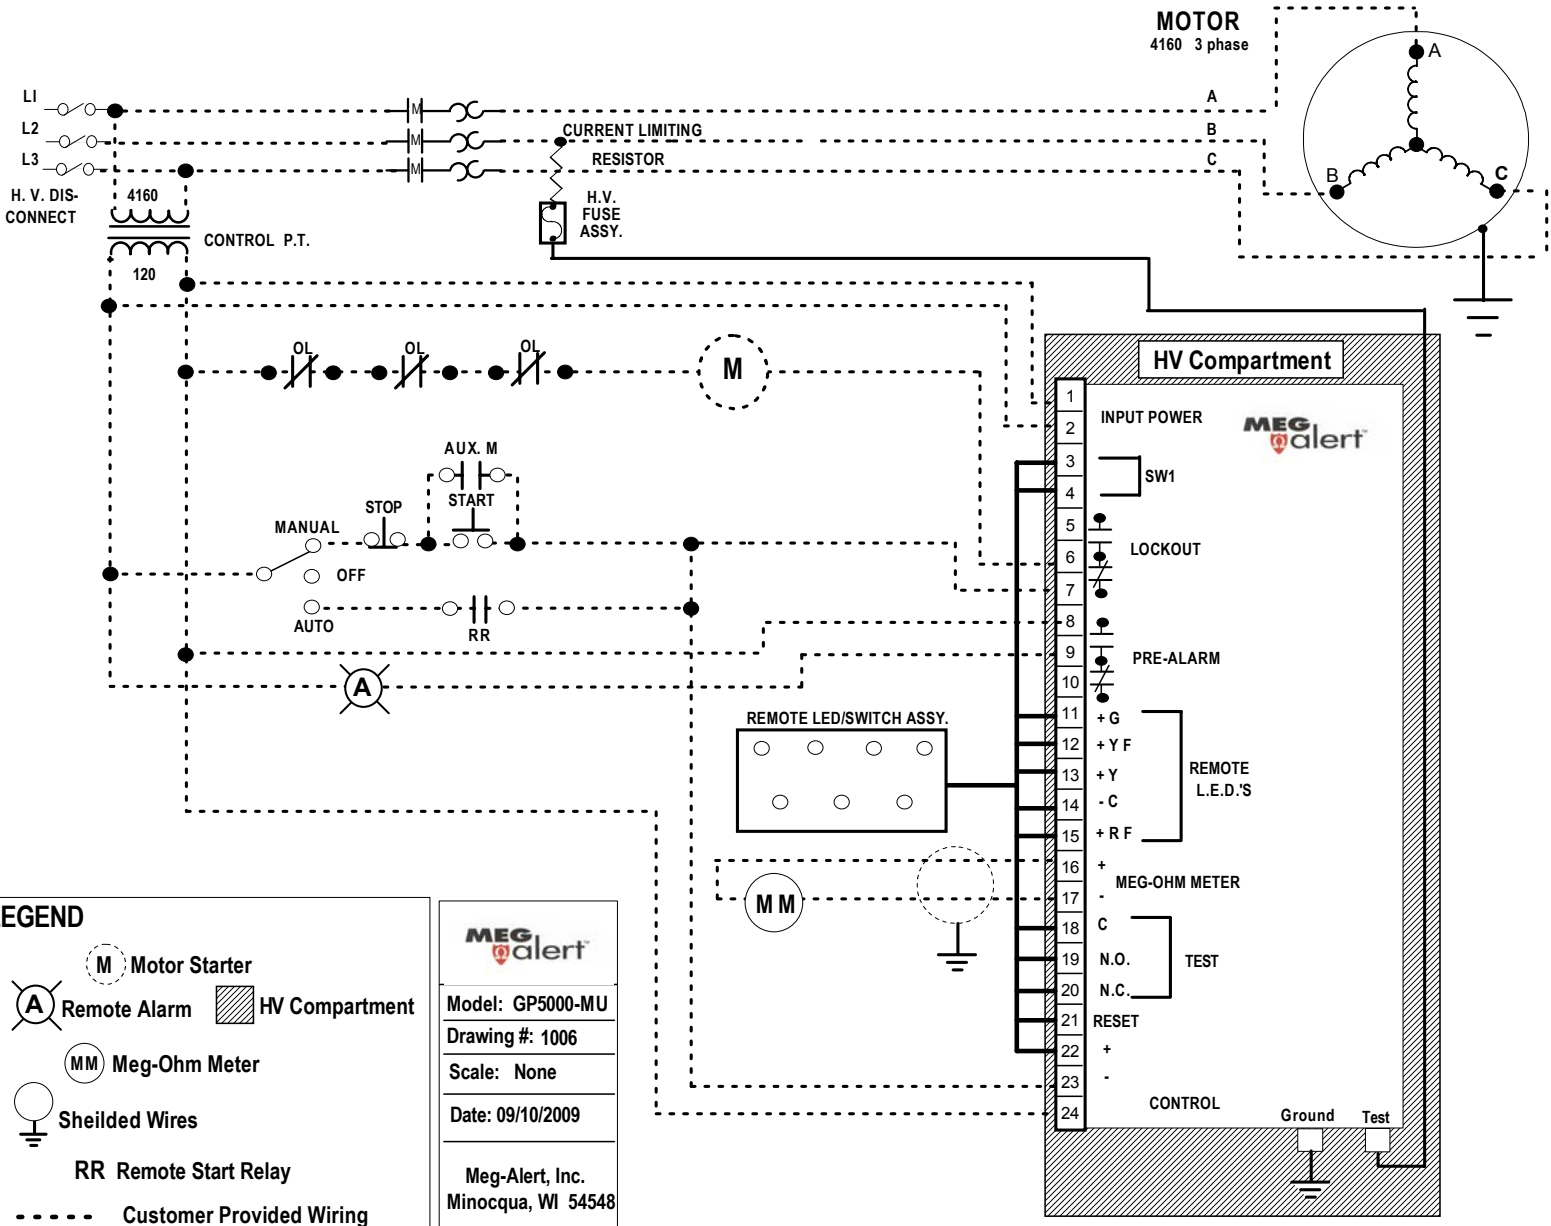 MOTOR
4160 3 phase
A
LI
M
A
L2
M
CURRENT LIMITING
B
L3
M
RESISTOR
C
B
C
H. V. DIS-
CONNECT
4160
H.V.
FUSE
ASSY.
CONTROL P.T.
120
OL
OL
OL
M
HV Compartment
1
INPUT POWER
2
MEG alert™
3
SW1
4
AUX. M
START
STOP
MANUAL
OFF
AUTO
RR
5
LOCKOUT
6
7
8
9
PRE-ALARM
10
A
REMOTE LED/SWITCH ASSY.
11
+ G
12
+ Y F
13
+ Y
REMOTE
L.E.D.'S
14
- C
15
+ R F
16
+
MEG-OHM METER
17
-
M M
18
C
19
N.O.
TEST
20
N.C.
21
RESET
22
+
23
-
24
CONTROL
Ground
Test
EGEND
M Motor Starter
A Remote Alarm
HV Compartment
MM Meg-Ohm Meter
Sheilded Wires
RR Remote Start Relay
Customer Provided Wiring
MEG alert™
Model: GP5000-MU
Drawing #: 1006
Scale: None
Date: 09/10/2009
Meg-Alert, Inc.
Minocqua, WI 54548